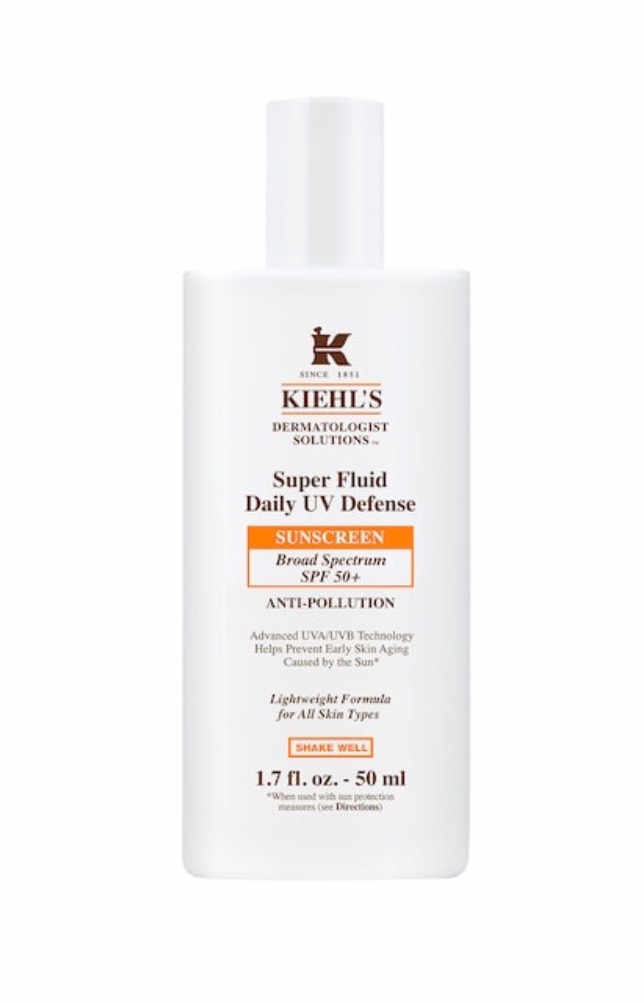 K
SINCE 1851
KIEHL'S
DERMATOLOGIST
SOLUTIONS™
Super Fluid
Daily UV Defense
SUNSCREEN
Broad Spectrum
SPF 50+
ANTI-POLLUTION
Advanced UVA/UVB Technology
Helps Prevent Early Skin Aging
Caused by the Sun*
Lightweight Formula
for All Skin Types
SHAKE WELL
1.7 fl. oz. - 50 ml
*When used with sun protection
measures (see Directions)